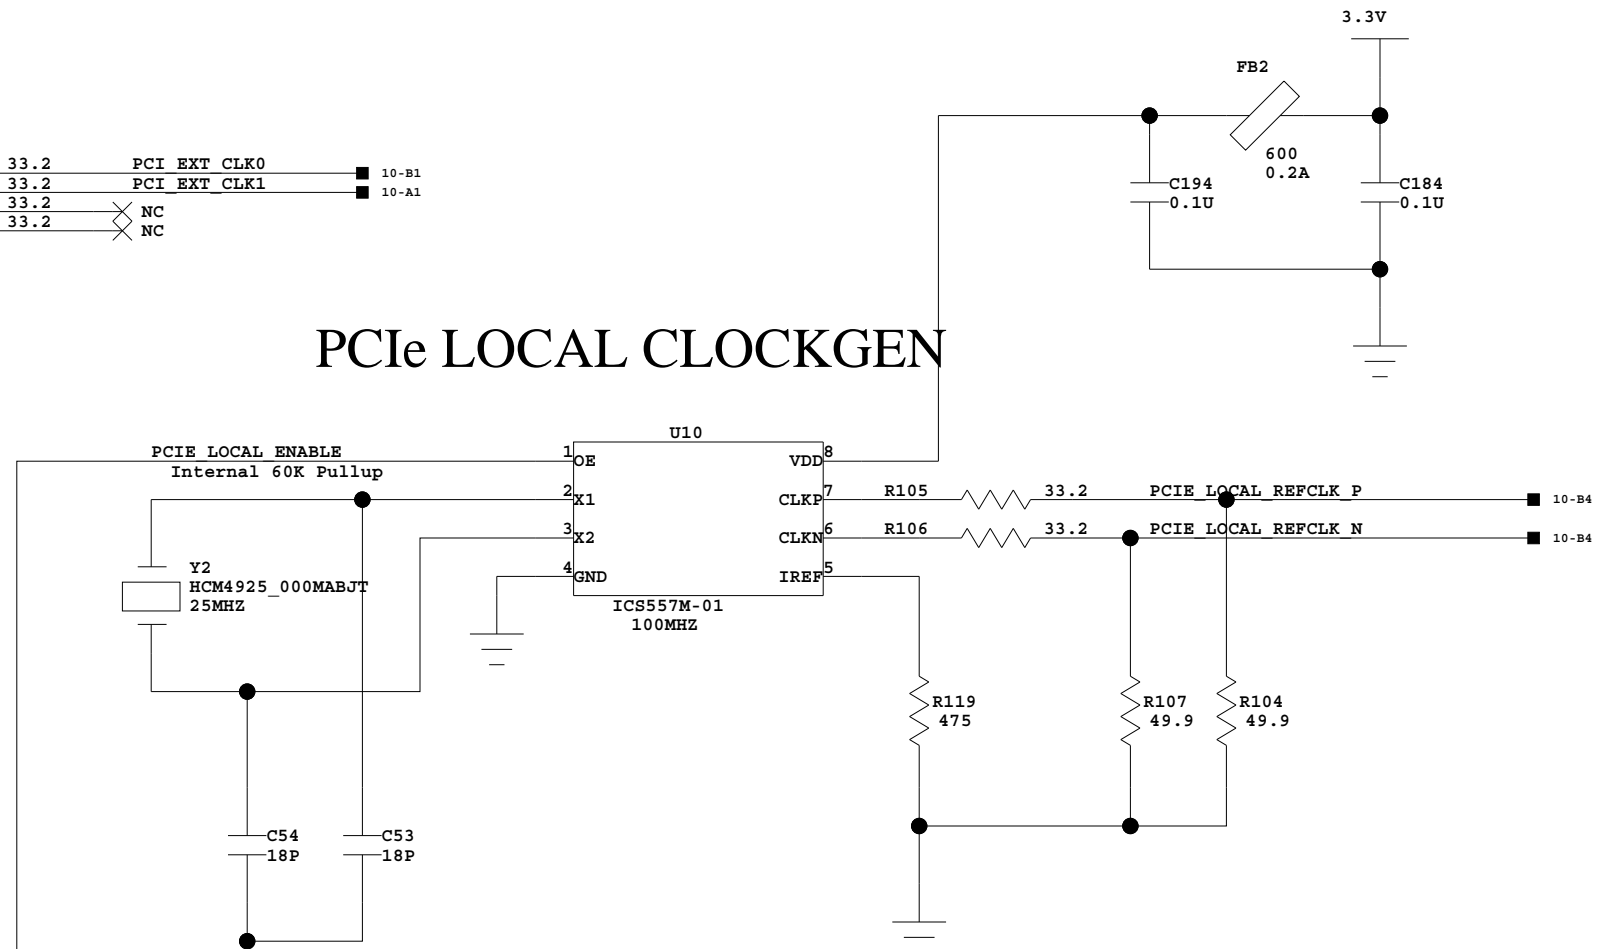 3.3V
FB2
600
0.2A
33.2 PCI_EXT_CLK0 10-B1
33.2 PCI_EXT_CLK1 10-A1
33.2 NC
33.2 NC
C194
0.1U
C184
0.1U
PCIe LOCAL CLOCKGEN
U10
PCIE_LOCAL_ENABLE 1 OE VDD 8
Internal 60K Pullup
2 X1 CLKP 7 R105 33.2 PCIE_LOCAL_REFCLK_P 10-B4
3 X2 CLKN 6 R106 33.2 PCIE_LOCAL_REFCLK_N 10-B4
4 GND IREF 5
ICS557M-01
100MHZ
Y2
HCM4925_000MABJT
25MHZ
R119
475
R107
49.9
R104
49.9
C54
18P
C53
18P